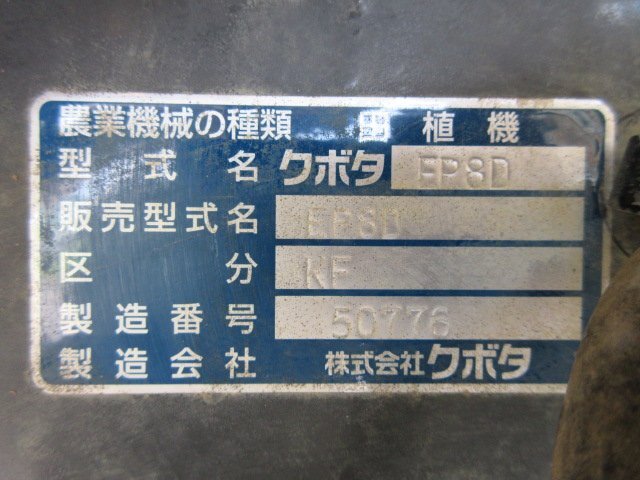 農業機械の種類 田植機
型式名 クボタ EP8D
販売型式名 EP8D
区分 KF
製造番号 50776
製造会社 株式会社クボタ